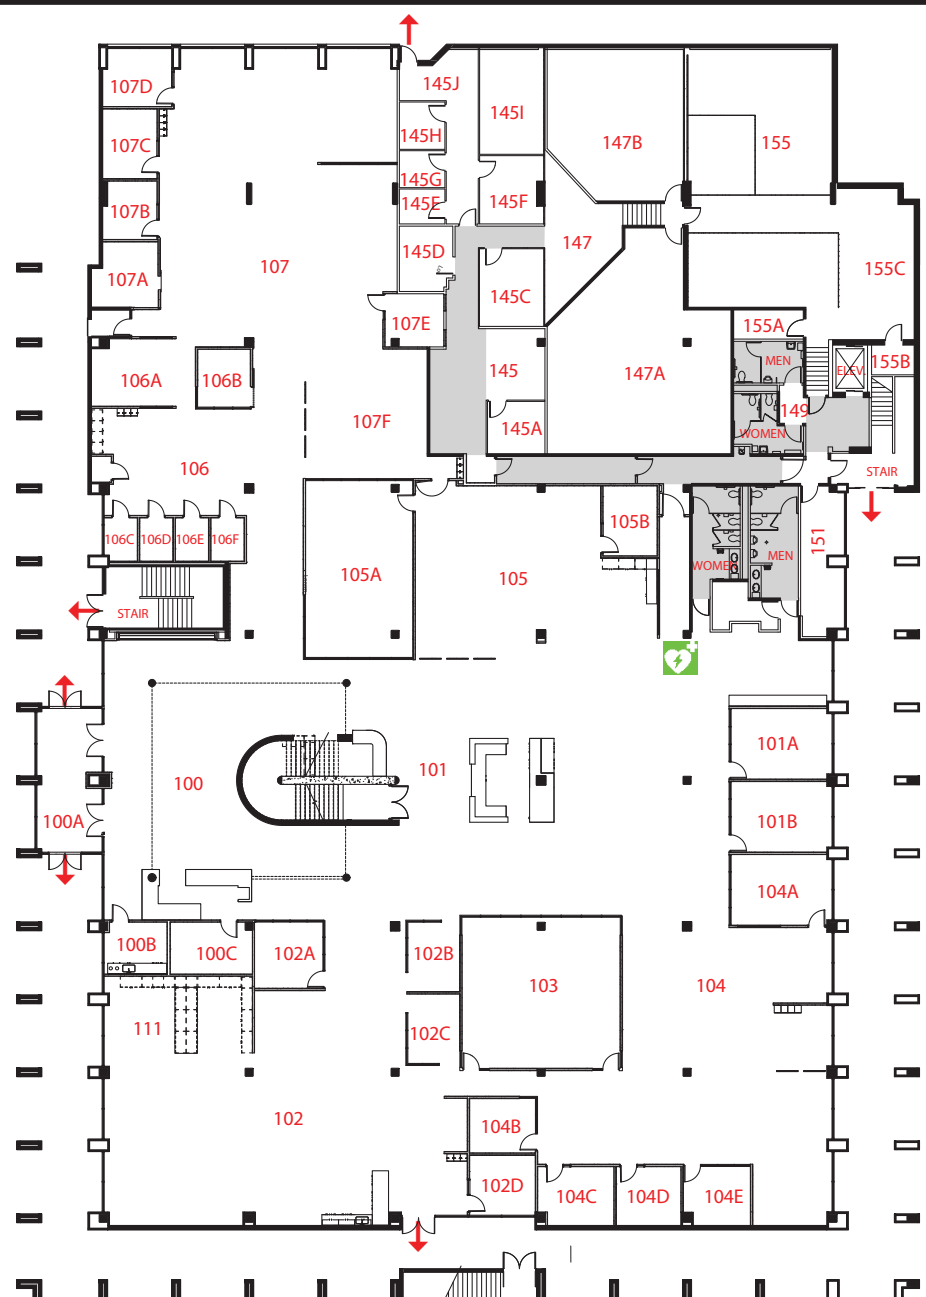 107D
145J
107C
145H
145I
147B
155
145G
107B
145E
145F
107
145D
147
107A
155C
145C
107E
155A
MEN
106A
106B
145
147A
ELEV.
155B
107F
145A
149
WOMEN
106
STAIR
105B
106C
106D
106E
106F
105A
105
WOMEN
MEN
151
STAIR
100
101
101A
100A
101B
104A
100B
100C
102A
102B
103
104
111
102C
102
104B
102D
104C
104D
104E